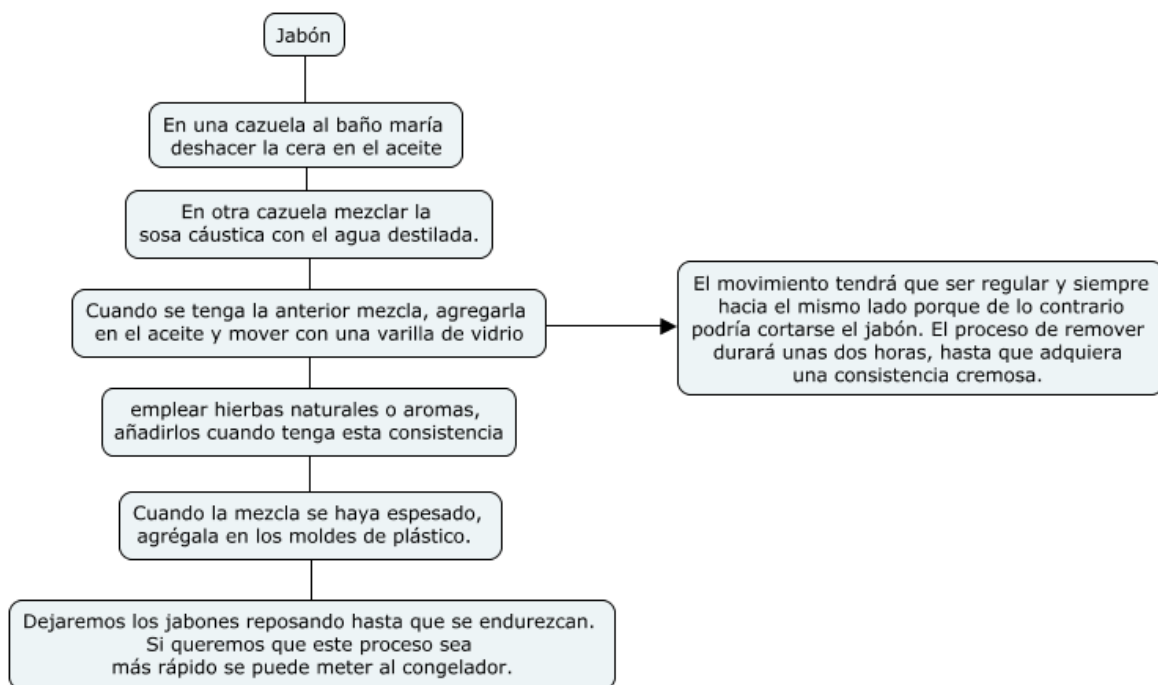 Jabón
En una cazuela al baño maría
deshacer la cera en el aceite
En otra cazuela mezclar la
sosa cáustica con el agua destilada.
Cuando se tenga la anterior mezcla, agregarla
en el aceite y mover con una varilla de vidrio
El movimiento tendrá que ser regular y siempre
hacia el mismo lado porque de lo contrario
podría cortarse el jabón. El proceso de remover
durará unas dos horas, hasta que adquiera
una consistencia cremosa.
emplear hierbas naturales o aromas,
añadirlos cuando tenga esta consistencia
Cuando la mezcla se haya espesado,
agrégala en los moldes de plástico.
Dejaremos los jabones reposando hasta que se endurezcan.
Si queremos que este proceso sea
más rápido se puede meter al congelador.